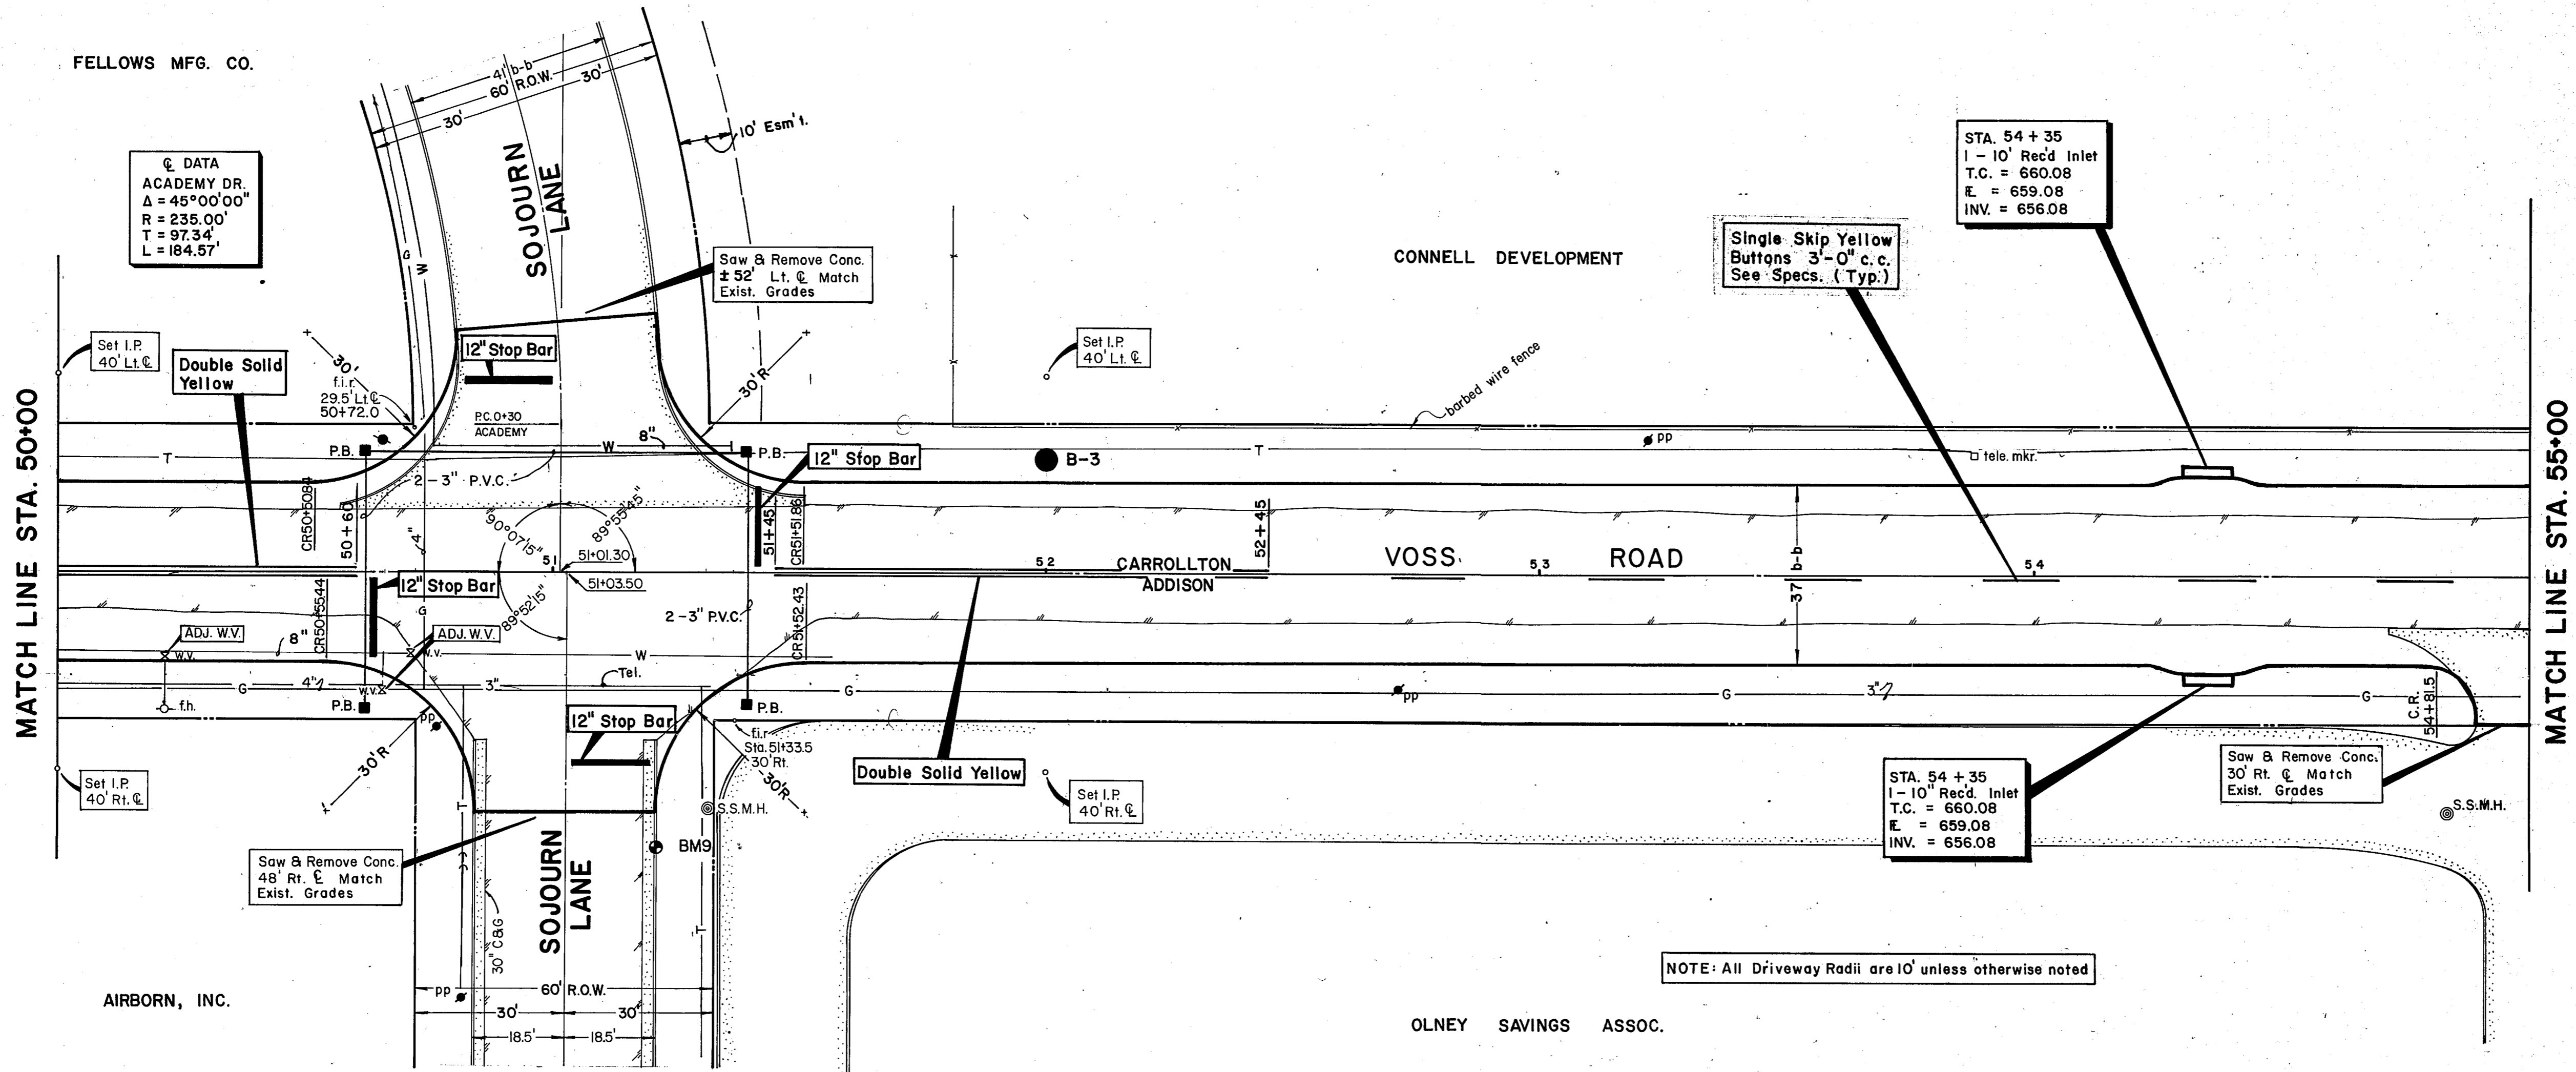 FELLOWS MFG. CO.
41' b-b
60' R.O.W.
30'
30'
10' Esm't.
SOJOURN
LANE
℄ DATA
ACADEMY DR.
Δ = 45°00'00"
R = 235.00'
T = 97.34'
L = 184.57'
G
W
Saw & Remove Conc.
± 52' Lt. ℄ Match
Exist. Grades
CONNELL DEVELOPMENT
Single Skip Yellow
Buttons 3'-0" c.c.
See Specs. (Typ.)
STA. 54 + 35
1 - 10' Rec'd Inlet
T.C. = 660.08
℄ = 659.08
INV. = 656.08
MATCH LINE STA. 50+00
Set I.P.
40' Lt. ℄
Double Solid
Yellow
30'
f.i.r.
29.5' Lt. ℄
50+72.0
12" Stop Bar
30'R
Set I.P.
40' Lt. ℄
barbed wire fence
P.C. 0+30
ACADEMY
P.B.
W
8"
P.B.
12" Stop Bar
B-3
T
T
pp
tele. mkr.
2-3" P.V.C.
CR50+50.84
50+60
4"
90°07'15"
89°55'45"
51+45
CR51+51.86
52+45
51
51+01.30
51+03.50
52
CARROLLTON
ADDISON
VOSS ROAD
53
54
37' b-b
MATCH LINE STA. 55+00
12" Stop Bar
CR50+55.44
G
89°52'15"
2-3" P.V.C.
CR51+52.43
ADJ. W.V.
ADJ. W.V.
8"
W.V.
W.V.
W
Tel.
G
4"
W.V.
3"
G
pp
G
3"
G
C.R.
54+81.5
f.h.
P.B.
pp
12" Stop Bar
P.B.
f.i.r
Sta. 51+33.5
30' Rt.
30'R
30'R
Set I.P.
40' Rt. ℄
Double Solid Yellow
Set I.P.
40' Rt. ℄
STA. 54 + 35
1 - 10" Rec'd. Inlet
T.C. = 660.08
℄ = 659.08
INV. = 656.08
Saw & Remove Conc.
30' Rt. ℄ Match
Exist. Grades
S.S.M.H.
S.S.M.H.
T
BM9
Saw & Remove Conc.
48' Rt. ℄ Match
Exist. Grades
SOJOURN
LANE
30" C&G
T
NOTE: All Driveway Radii are 10' unless otherwise noted
pp
60' R.O.W.
30'
30'
18.5'
18.5'
AIRBORN, INC.
OLNEY SAVINGS ASSOC.